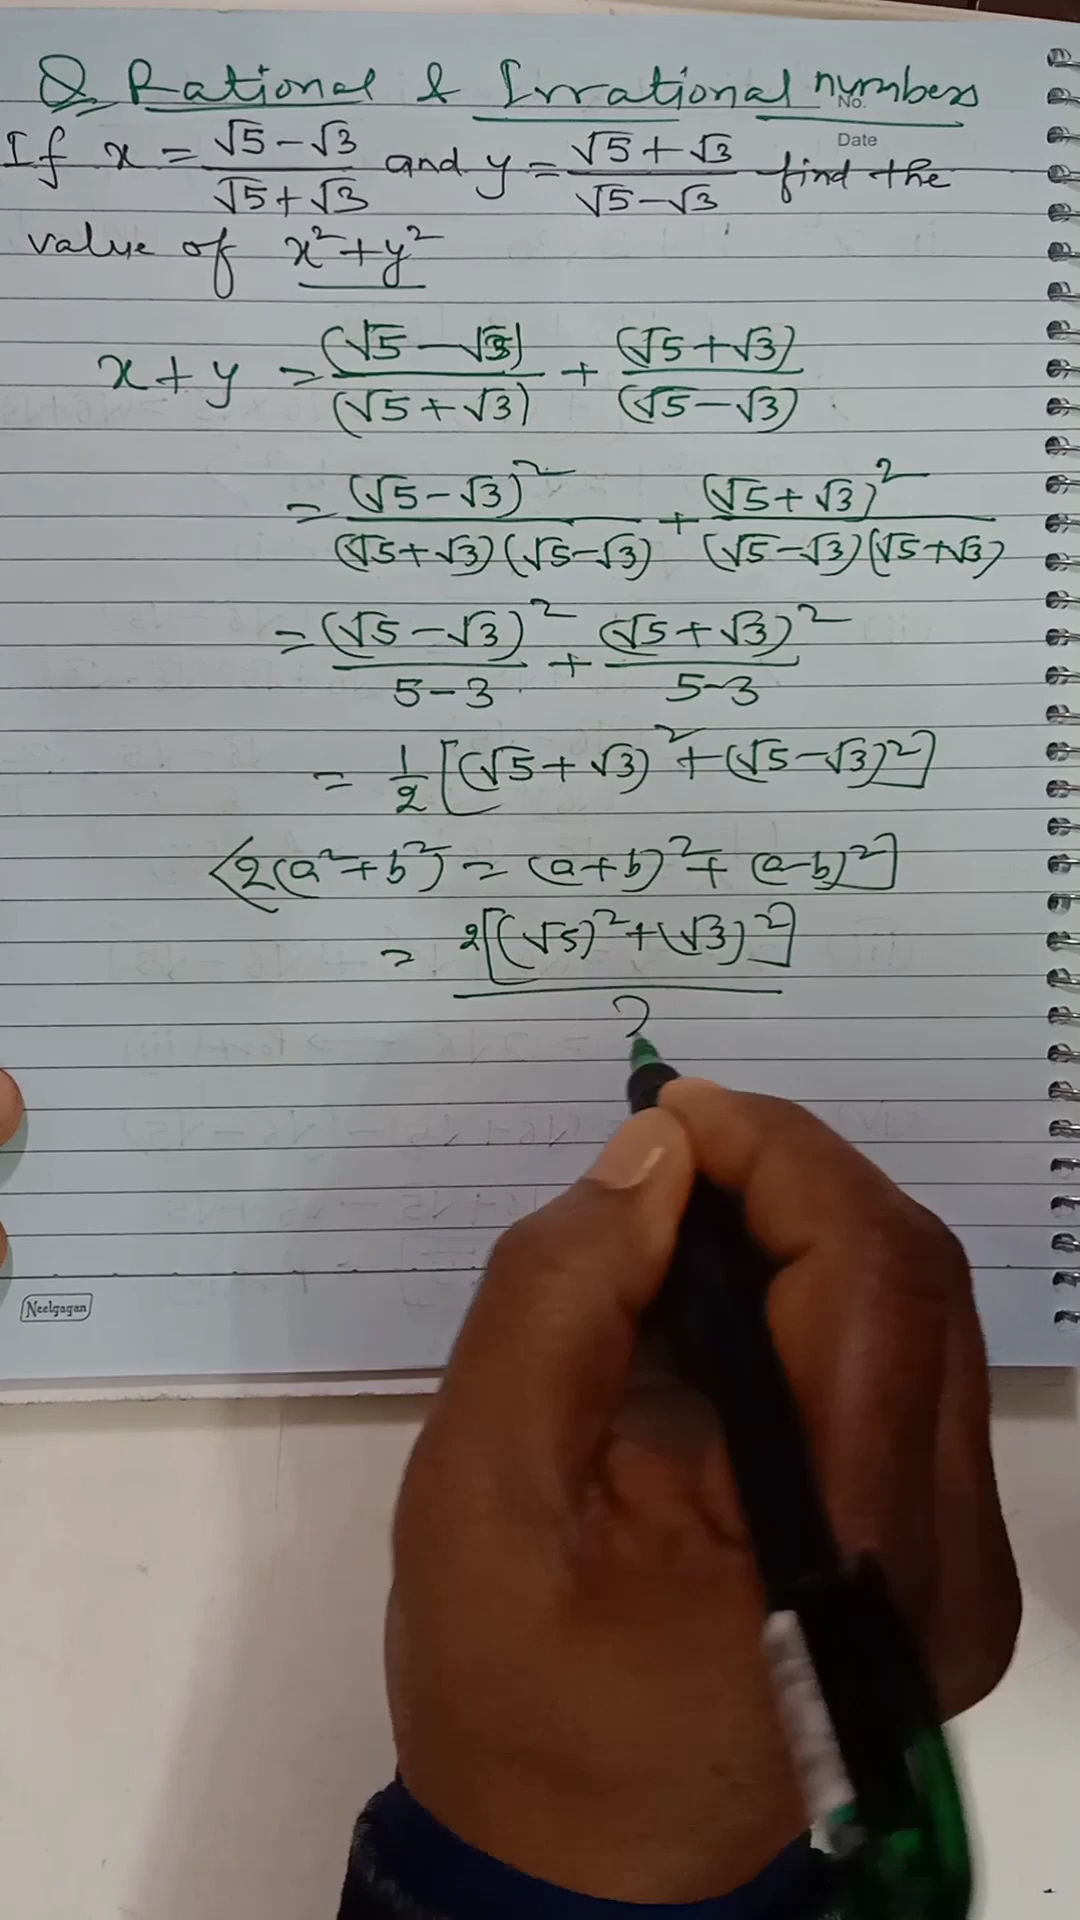 Q Rational & Irrational numbers
No.
Date
If x = (√5-√3)/(√5+√3) and y = (√5+√3)/(√5-√3) find the
value of x²+y²
x+y = (√5-√3)/(√5+√3) + (√5+√3)/(√5-√3)
= (√5-√3)²/(√5+√3)(√5-√3) + (√5+√3)²/(√5-√3)(√5+√3)
= (√5-√3)²/5-3 + (√5+√3)²/5-3
= 1/2 [(√5+√3)²+(√5-√3)²]
<2(a²+b²) = (a+b)²+(a-b)²]
= 2[(√5)²+(√3)²]/2
Neelgagan